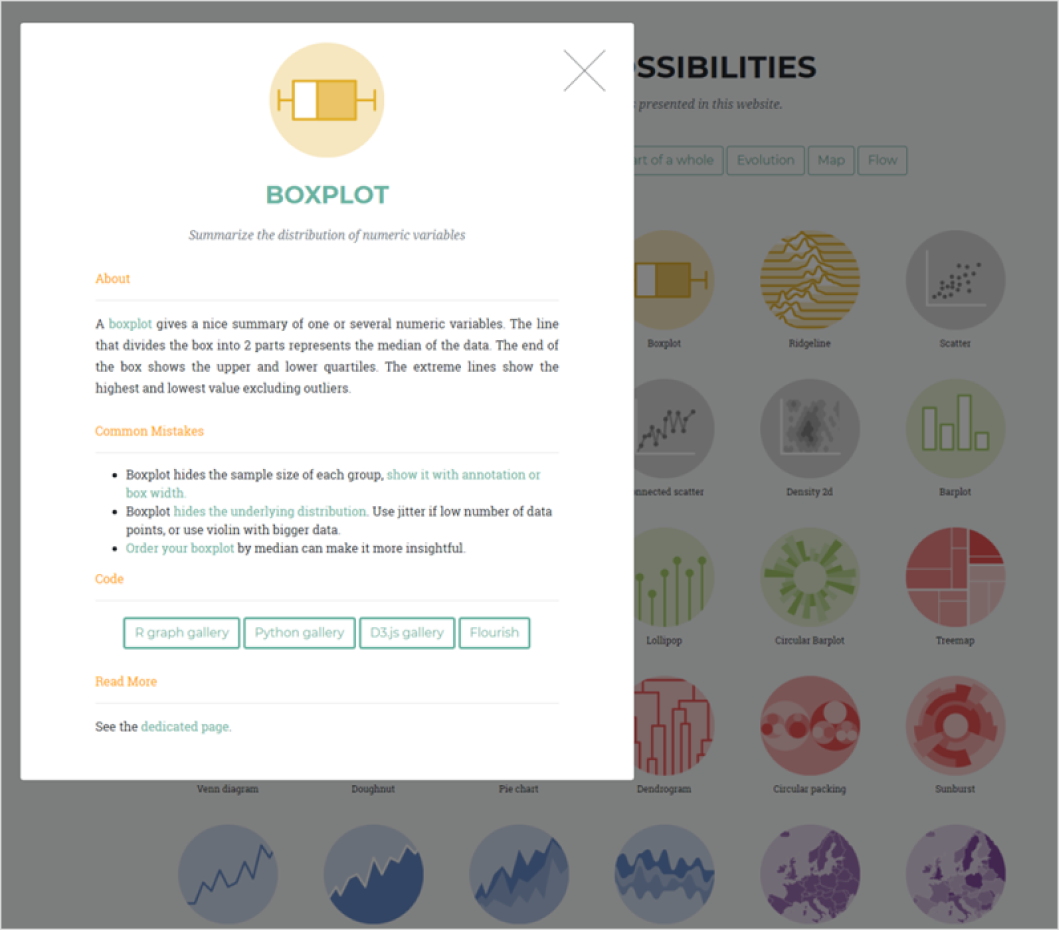 BOXPLOT
Summarize the distribution of numeric variables
About
A boxplot gives a nice summary of one or several numeric variables. The line
that divides the box into 2 parts represents the median of the data. The end of
the box shows the upper and lower quartiles. The extreme lines show the
highest and lowest value excluding outliers.
Common Mistakes
• Boxplot hides the sample size of each group, show it with annotation or
box width.
• Boxplot hides the underlying distribution. Use jitter if low number of data
points, or use violin with bigger data.
• Order your boxplot by median can make it more insightful.
Code
R graph gallery Python gallery D3.js gallery Flourish
Read More
See the dedicated page.
SSIBILITIES
presented in this website.
art of a whole Evolution Map Flow
Boxplot Ridgeline Scatter
nnected scatter Density 2d Barplot
Lollipop Circular Barplot Treemap
Venn diagram Doughnut Pie chart Dendrogram Circular packing Sunburst